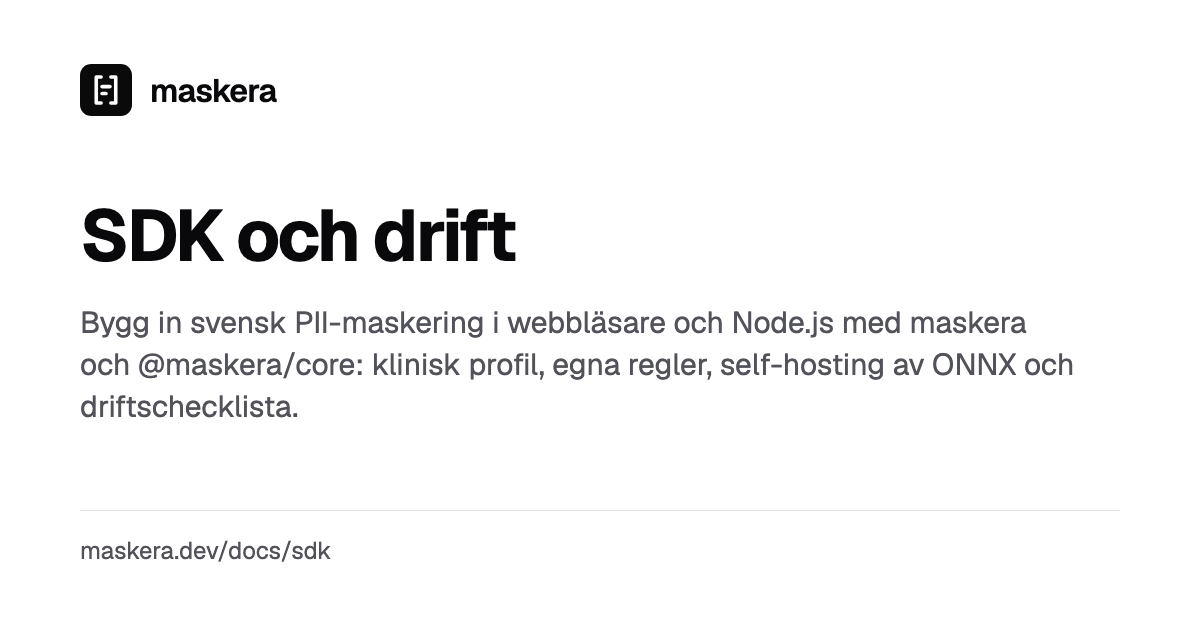 maskera
SDK och drift
Bygg in svensk PII-maskering i webbläsare och Node.js med maskera
och @maskera/core: klinisk profil, egna regler, self-hosting av ONNX och
driftschecklista.
maskera.dev/docs/sdk